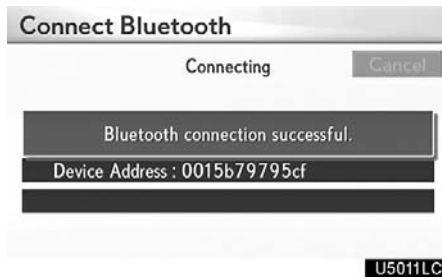 Connect Bluetooth
Connecting
Cancel
Bluetooth connection successful.
Device Address : 0015b79795cf
U5011LC